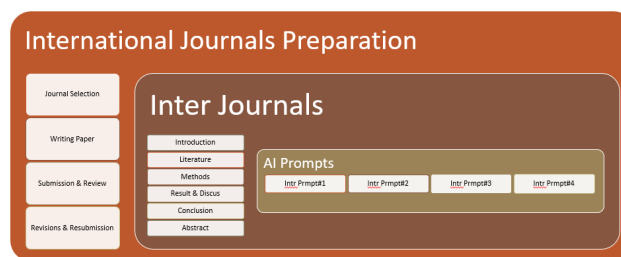 International Journals Preparation
Journal Selection
Writing Paper
Submission & Review
Revisions & Resubmission
Inter Journals
Introduction
Literature
Methods
Result & Discus
Conclusion
Abstract
AI Prompts
Intr Prmpt#1
Intr Prmpt#2
Intr Prmpt#3
Intr Prmpt#4